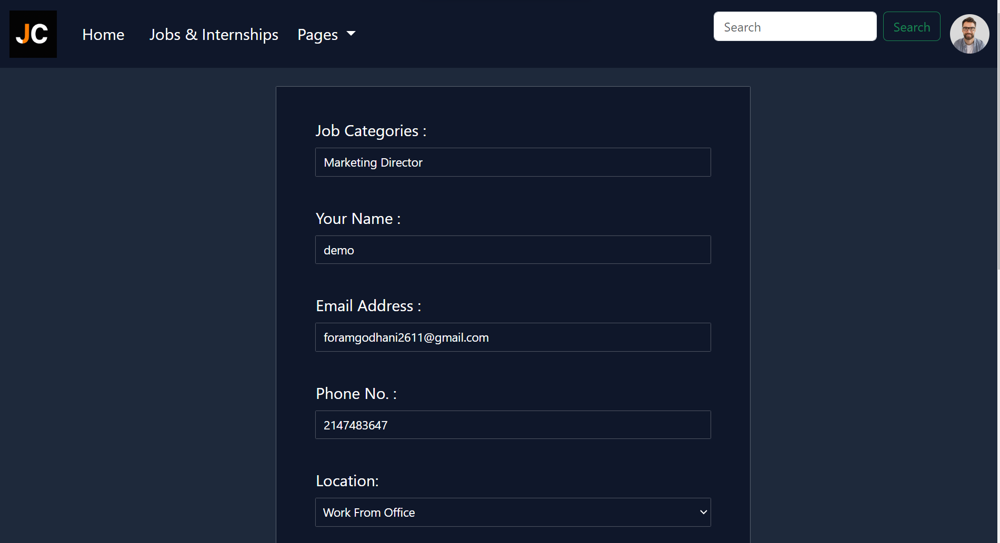 JC
Home
Jobs & Internships
Pages
Search
Search
Job Categories :
Marketing Director
Your Name :
demo
Email Address :
foramgodhani2611@gmail.com
Phone No. :
2147483647
Location:
Work From Office